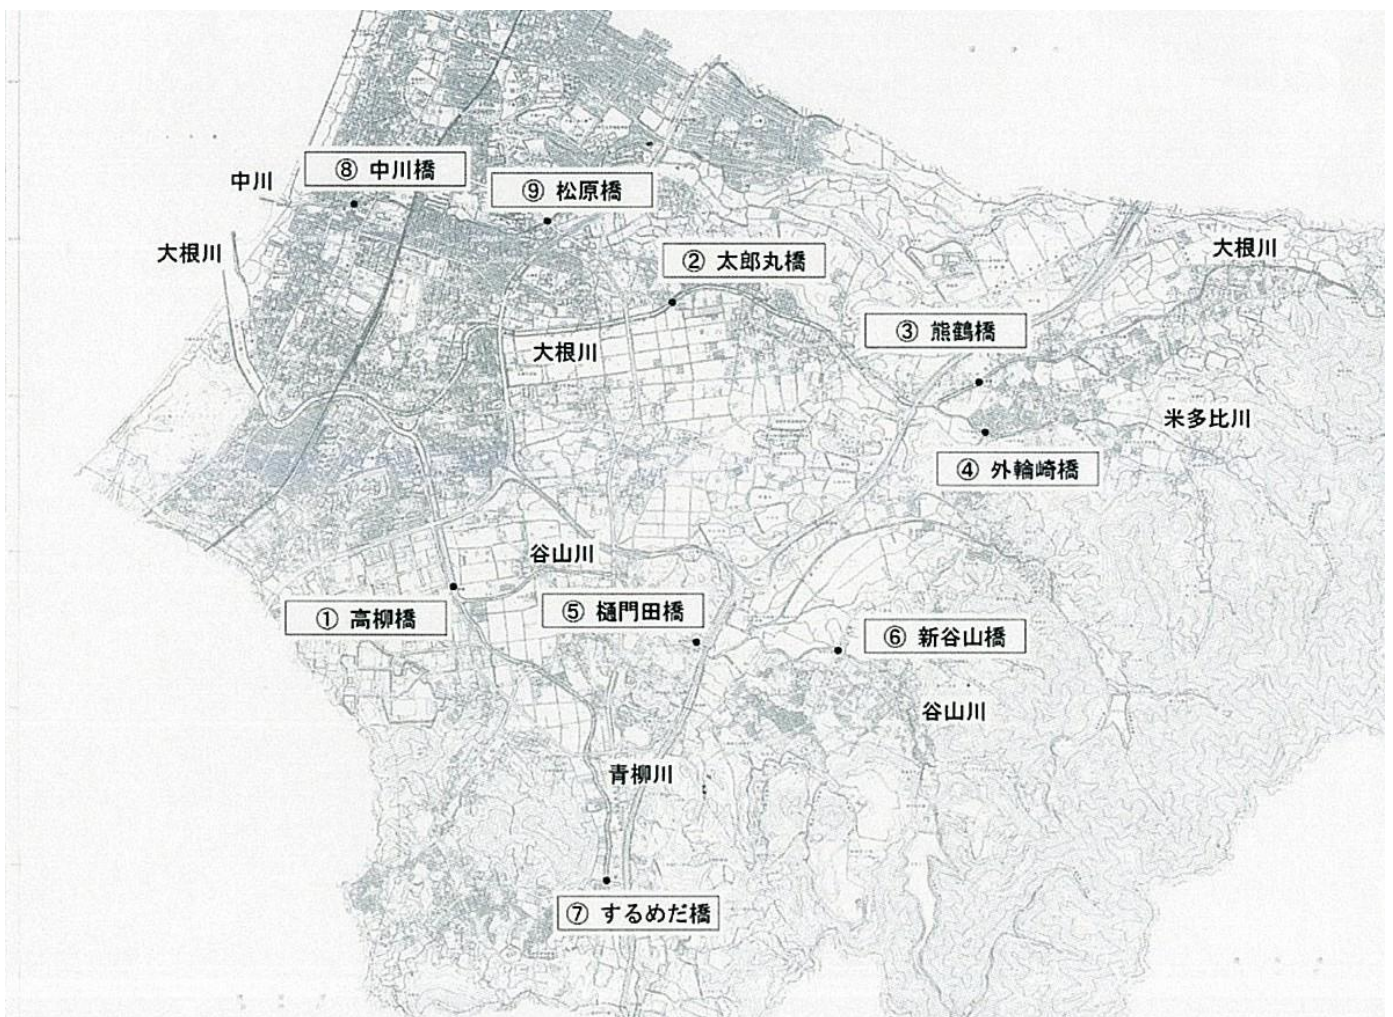 ⑧ 中川橋
中川
⑨ 松原橋
大根川
② 太郎丸橋
大根川
③ 熊鶴橋
大根川
米多比川
④ 外輪崎橋
谷山川
① 高柳橋
⑤ 樋門田橋
⑥ 新谷山橋
谷山川
青柳川
⑦ するめだ橋